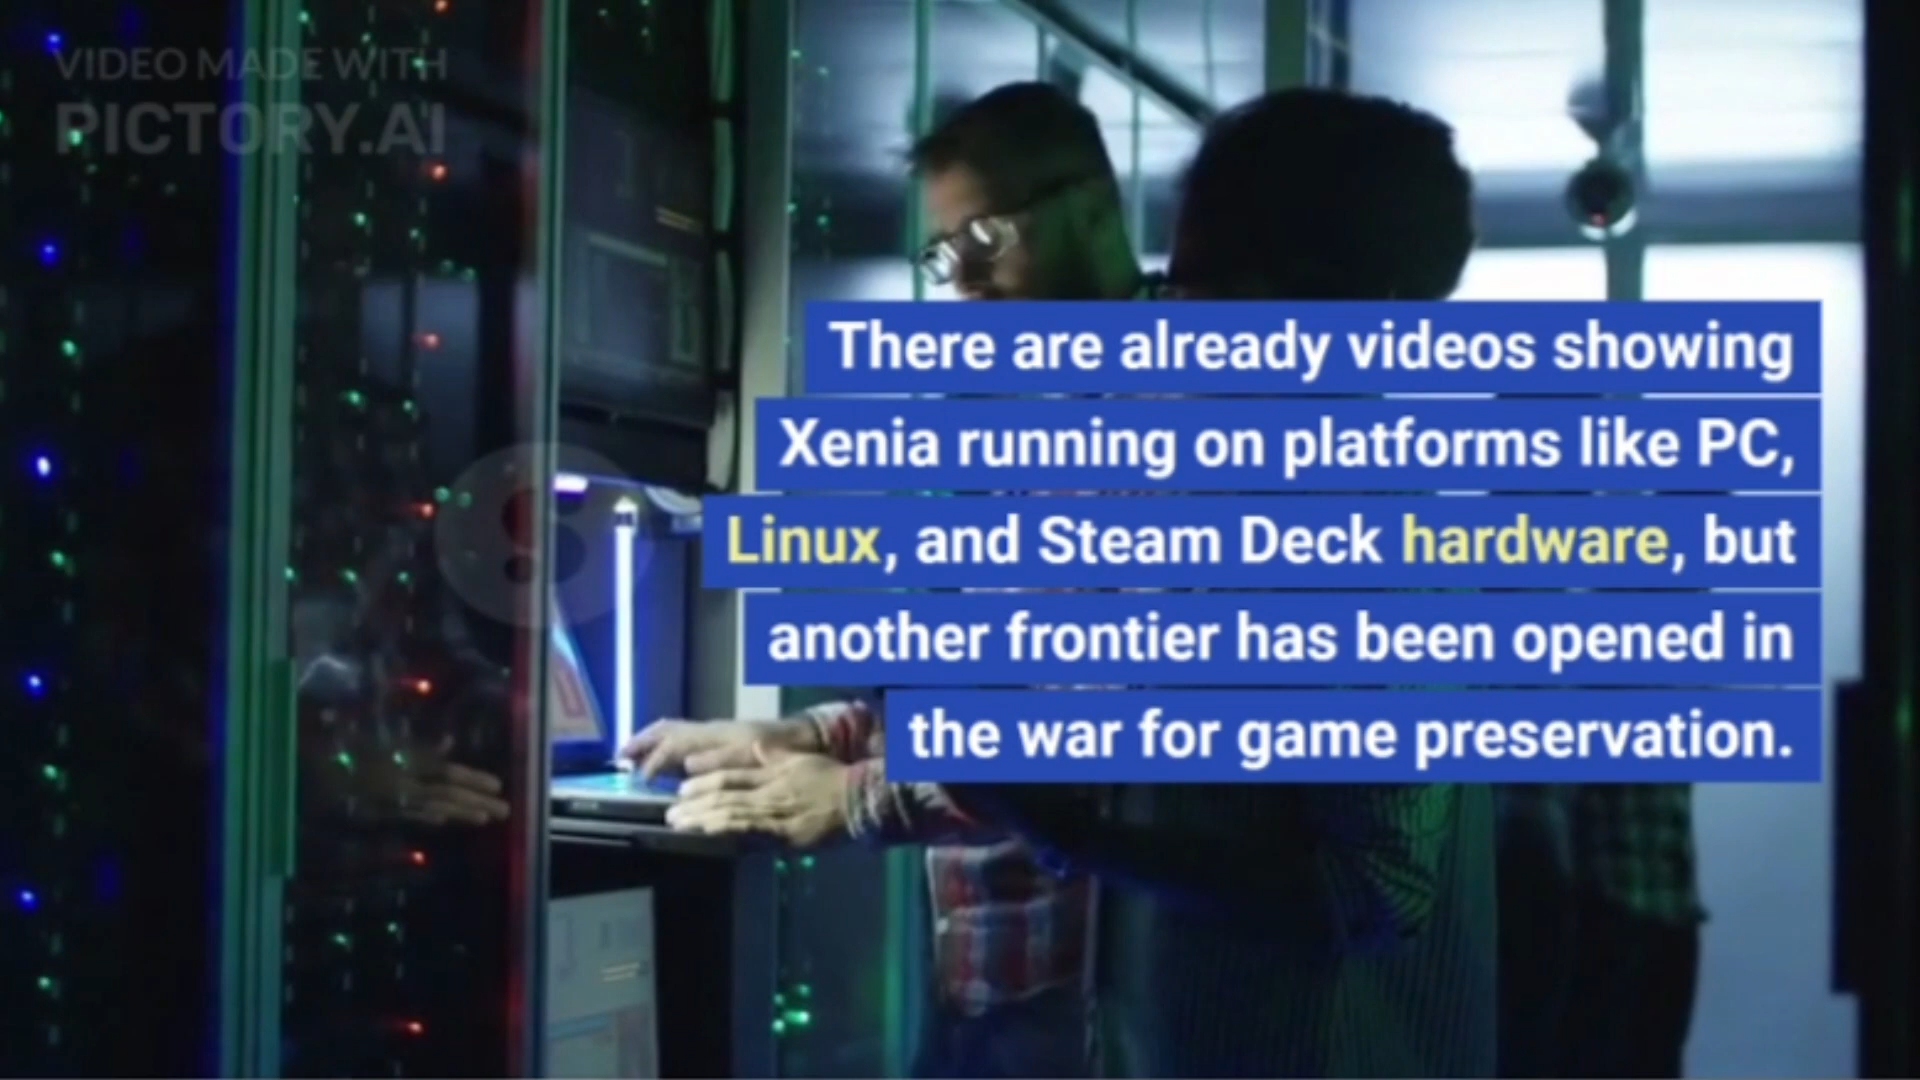 VIDEO MADE WITH
PICTORY.AI
There are already videos showing
Xenia running on platforms like PC,
Linux, and Steam Deck hardware, but
another frontier has been opened in
the war for game preservation.